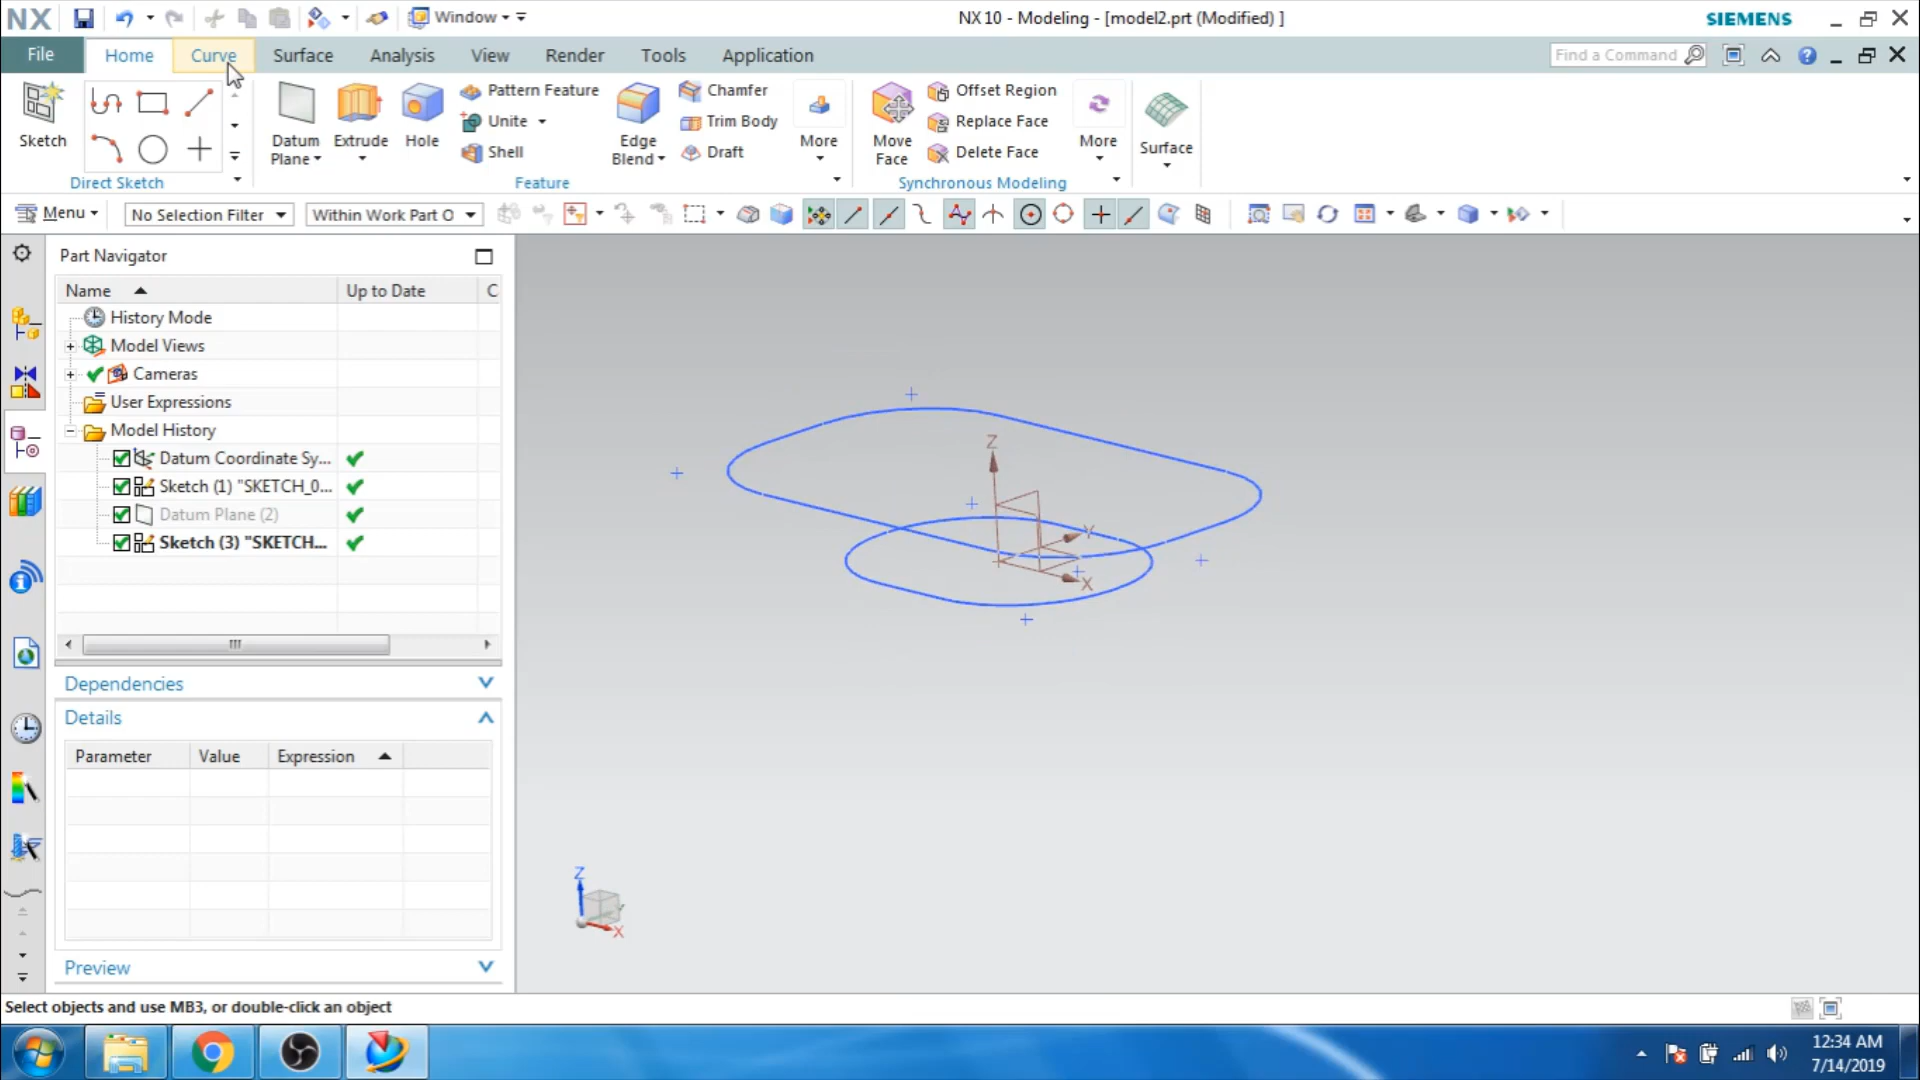 NX Window NX 10 - Modeling - [model2.prt (Modified) ] SIEMENS
File Home Curve Surface Analysis View Render Tools Application Find a Command
Sketch
Direct Sketch
Datum Plane
Extrude
Hole
Pattern Feature
Unite
Shell
Edge Blend
Chamfer
Trim Body
Draft
More
Feature
Move Face
Offset Region
Replace Face
Delete Face
More
Synchronous Modeling
Surface
Menu No Selection Filter Within Work Part O
Part Navigator
Name Up to Date C
History Mode
Model Views
Cameras
User Expressions
Model History
Datum Coordinate Sy...
Sketch (1) "SKETCH_0...
Datum Plane (2)
Sketch (3) "SKETCH...
Dependencies
Details
Parameter Value Expression
Preview
Z
Y
X
Z
X
Select objects and use MB3, or double-click an object
12:34 AM
7/14/2019